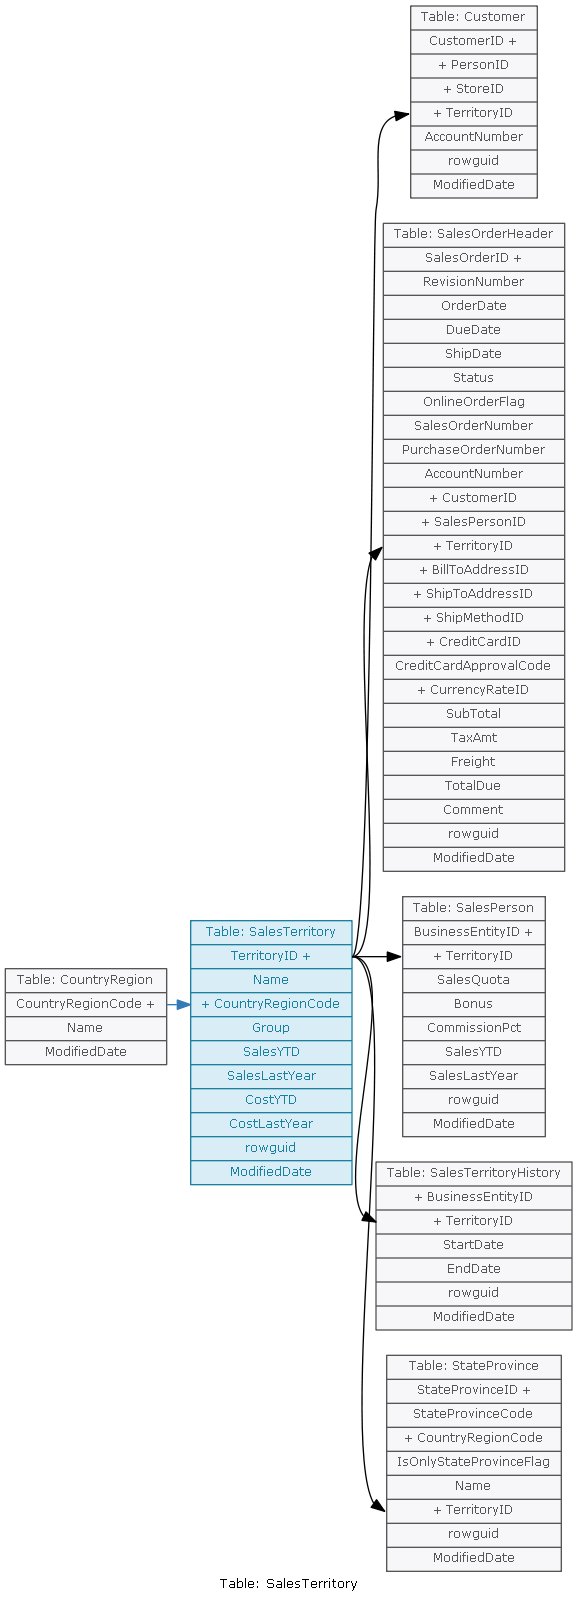 Table: Customer
CustomerID +
+ PersonID
+ StoreID
+ TerritoryID
AccountNumber
rowguid
ModifiedDate
Table: SalesOrderHeader
SalesOrderID +
RevisionNumber
OrderDate
DueDate
ShipDate
Status
OnlineOrderFlag
SalesOrderNumber
PurchaseOrderNumber
AccountNumber
+ CustomerID
+ SalesPersonID
+ TerritoryID
+ BillToAddressID
+ ShipToAddressID
+ ShipMethodID
+ CreditCardID
CreditCardApprovalCode
+ CurrencyRateID
SubTotal
TaxAmt
Freight
TotalDue
Comment
rowguid
ModifiedDate
Table: CountryRegion
CountryRegionCode +
Name
ModifiedDate
Table: SalesTerritory
TerritoryID +
Name
+ CountryRegionCode
Group
SalesYTD
SalesLastYear
CostYTD
CostLastYear
rowguid
ModifiedDate
Table: SalesPerson
BusinessEntityID +
+ TerritoryID
SalesQuota
Bonus
CommissionPct
SalesYTD
SalesLastYear
rowguid
ModifiedDate
Table: SalesTerritoryHistory
+ BusinessEntityID
+ TerritoryID
StartDate
EndDate
rowguid
ModifiedDate
Table: StateProvince
StateProvinceID +
StateProvinceCode
+ CountryRegionCode
IsOnlyStateProvinceFlag
Name
+ TerritoryID
rowguid
ModifiedDate
Table: SalesTerritory